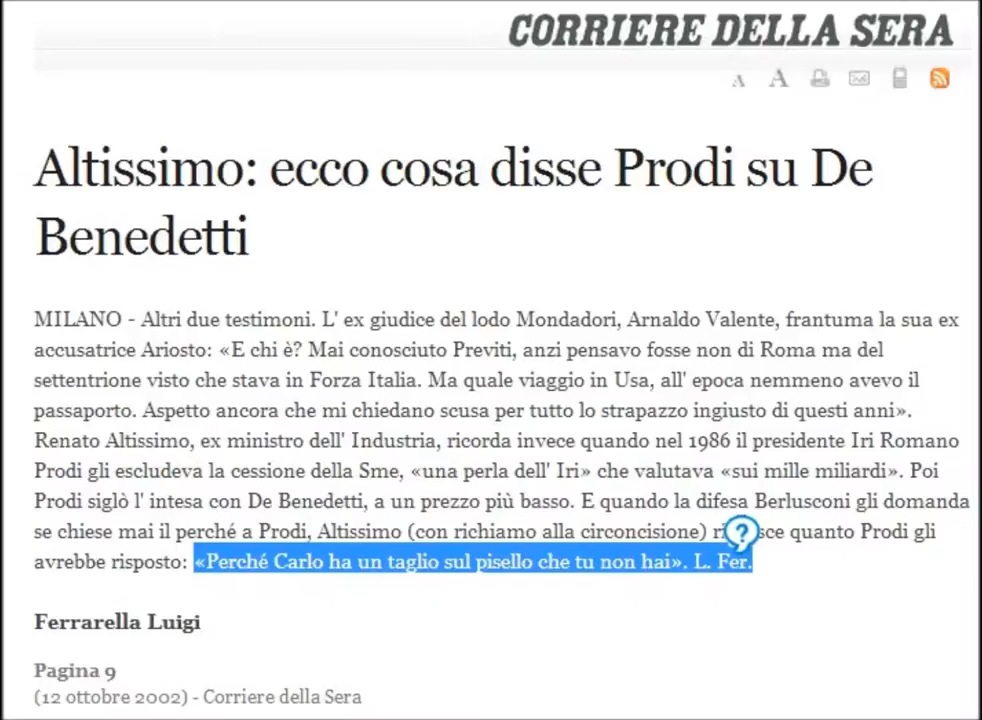 CORRIERE DELLA SERA
A A
Altissimo: ecco cosa disse Prodi su De
Benedetti
MILANO - Altri due testimoni. L' ex giudice del lodo Mondadori, Arnaldo Valente, frantuma la sua ex
accusatrice Ariosto: «E chi è? Mai conosciuto Previti, anzi pensavo fosse non di Roma ma del
settentrione visto che stava in Forza Italia. Ma quale viaggio in Usa, all' epoca nemmeno avevo il
passaporto. Aspetto ancora che mi chiedano scusa per tutto lo strapazzo ingiusto di questi anni».
Renato Altissimo, ex ministro dell' Industria, ricorda invece quando nel 1986 il presidente Iri Romano
Prodi gli escludeva la cessione della Sme, «una perla dell' Iri» che valutava «sui mille miliardi». Poi
Prodi siglò l' intesa con De Benedetti, a un prezzo più basso. E quando la difesa Berlusconi gli domanda
se chiese mai il perché a Prodi, Altissimo (con richiamo alla circoncisione) quanto Prodi gli
avrebbe risposto: «Perché Carlo ha un taglio sul pisello che tu non hai». L. Fer.
Ferrarella Luigi
Pagina 9
(12 ottobre 2002) - Corriere della Sera